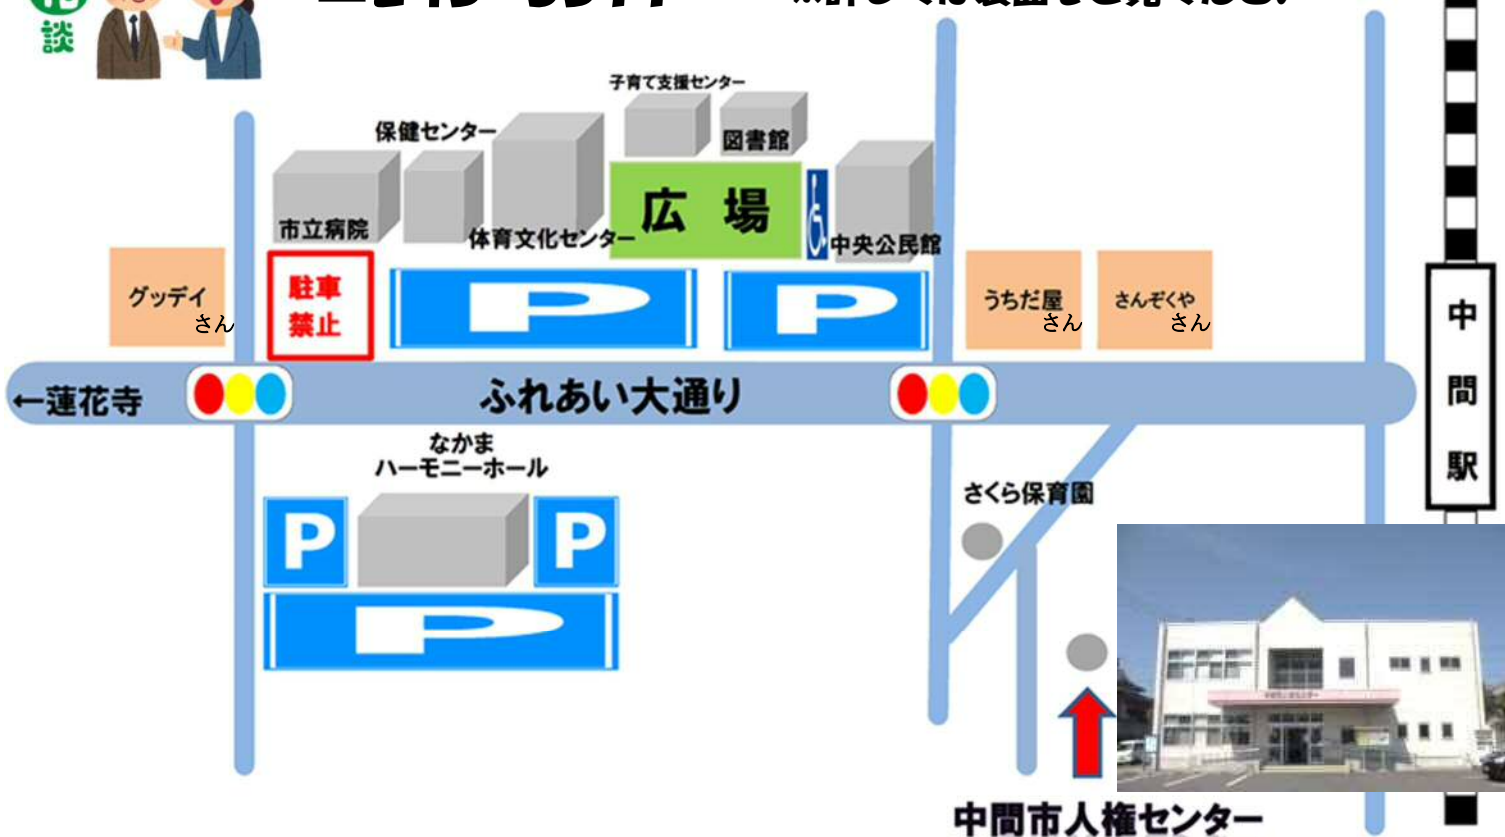 談
子育て支援センター
保健センター
図書館
広場
市立病院
体育文化センター
中央公民館
グッデイ
さん
駐車
禁止
P
P
うちだ屋
さん
さんぞくや
さん
中間駅
←蓮花寺
ふれあい大通り
なかま
ハーモニーホール
P
P
P
さくら保育園
中間市人権センター